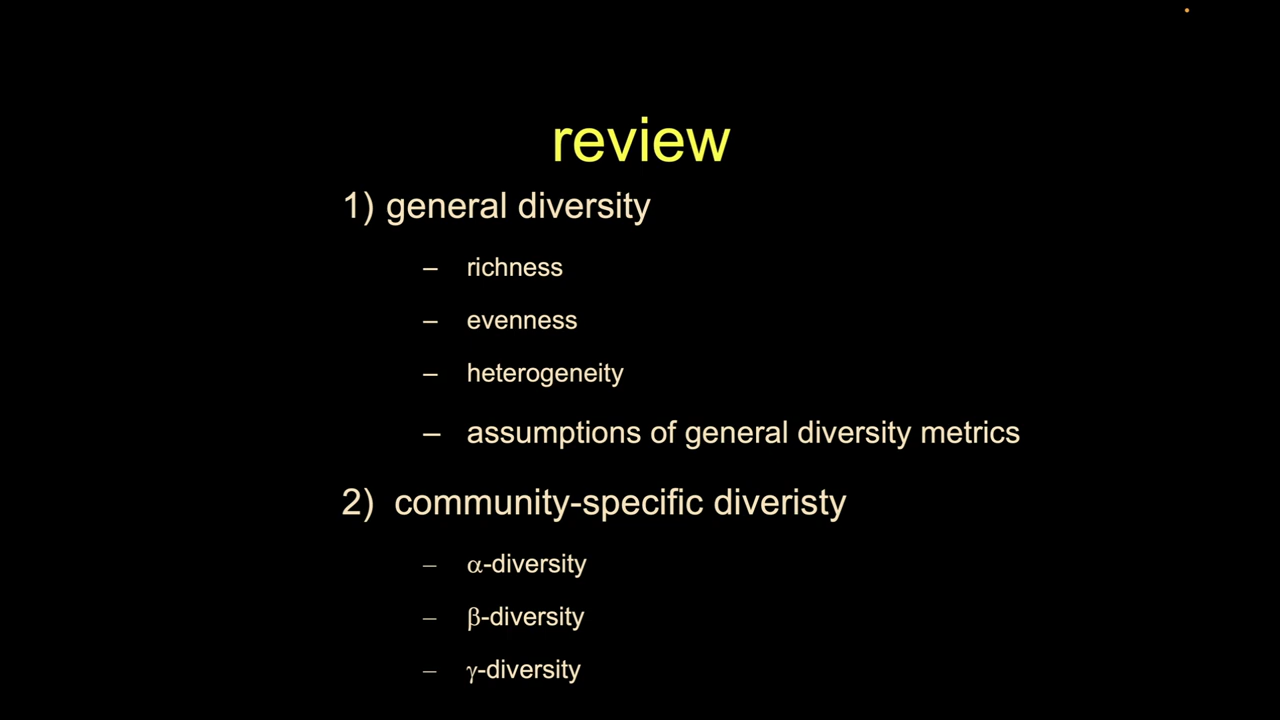 review
1) general diversity
– richness
– evenness
– heterogeneity
– assumptions of general diversity metrics
2) community-specific diveristy
– α-diversity
– β-diversity
– γ-diversity